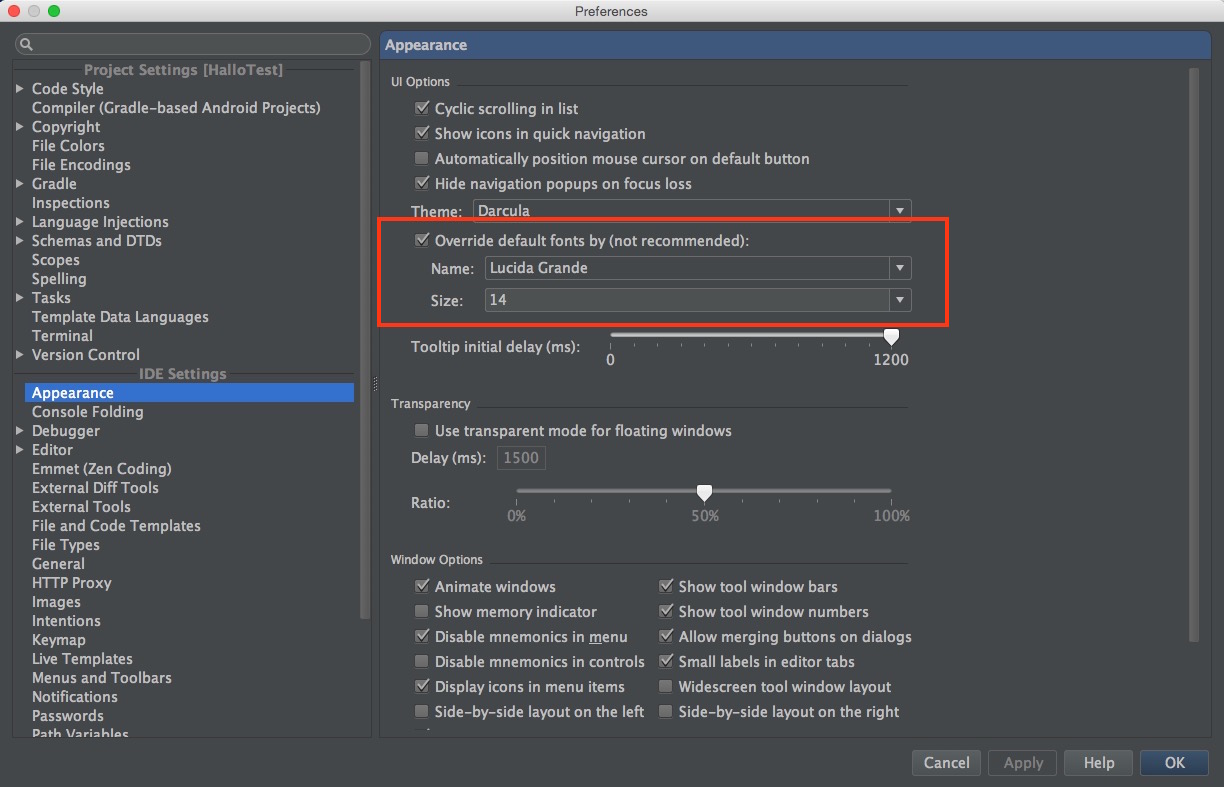 Preferences
Project Settings [HalloTest]
Code Style
Compiler (Gradle-based Android Projects)
Copyright
File Colors
File Encodings
Gradle
Inspections
Language Injections
Schemas and DTDs
Scopes
Spelling
Tasks
Template Data Languages
Terminal
Version Control
IDE Settings
Appearance
Console Folding
Debugger
Editor
Emmet (Zen Coding)
External Diff Tools
External Tools
File and Code Templates
File Types
General
HTTP Proxy
Images
Intentions
Keymap
Live Templates
Menus and Toolbars
Notifications
Passwords
Path Variables
Appearance
UI Options
Cyclic scrolling in list
Show icons in quick navigation
Automatically position mouse cursor on default button
Hide navigation popups on focus loss
Theme: Darcula
Override default fonts by (not recommended):
Name: Lucida Grande
Size: 14
Tooltip initial delay (ms):
0 1200
Transparency
Use transparent mode for floating windows
Delay (ms): 1500
Ratio:
0% 50% 100%
Window Options
Animate windows Show tool window bars
Show memory indicator Show tool window numbers
Disable mnemonics in menu Allow merging buttons on dialogs
Disable mnemonics in controls Small labels in editor tabs
Display icons in menu items Widescreen tool window layout
Side-by-side layout on the left Side-by-side layout on the right
Cancel Apply Help OK